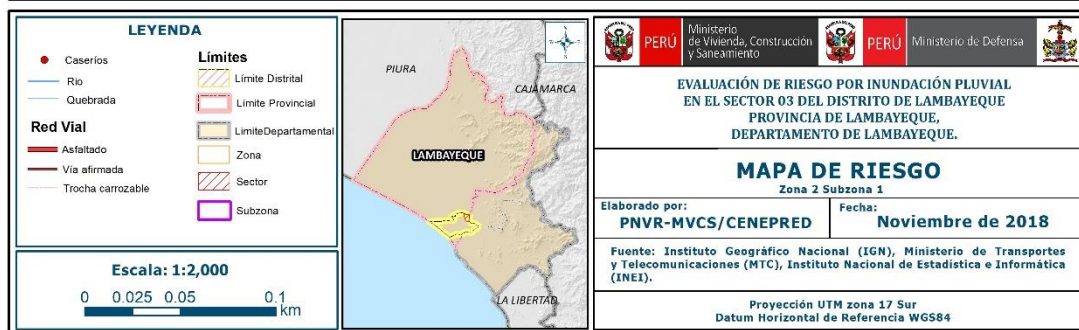 LEYENDA
Caseríos
Rio
Quebrada
Red Vial
Asfaltado
Vía afirmada
Trocha carrozable
Límites
Límite Distrital
Límite Provincial
LímiteDepartamental
Zona
Sector
Subzona
Escala: 1:2,000
0 0.025 0.05 0.1
km
PIURA
CAJAMARCA
LAMBAYEQUE
LA LIBERTAD
PERÚ
Ministerio
de Vivienda, Construcción
y Saneamiento
PERÚ
Ministerio de Defensa
EVALUACIÓN DE RIESGO POR INUNDACIÓN PLUVIAL
EN EL SECTOR 03 DEL DISTRITO DE LAMBAYEQUE
PROVINCIA DE LAMBAYEQUE,
DEPARTAMENTO DE LAMBAYEQUE.
MAPA DE RIESGO
Zona 2 Subzona 1
Elaborado por:
PNVR-MVCS/CENEPRED
Fecha:
Noviembre de 2018
Fuente: Instituto Geográfico Nacional (IGN), Ministerio de Transportes
y Telecomunicaciones (MTC), Instituto Nacional de Estadística e Informática
(INEI).
Proyección UTM zona 17 Sur
Datum Horizontal de Referencia WGS84